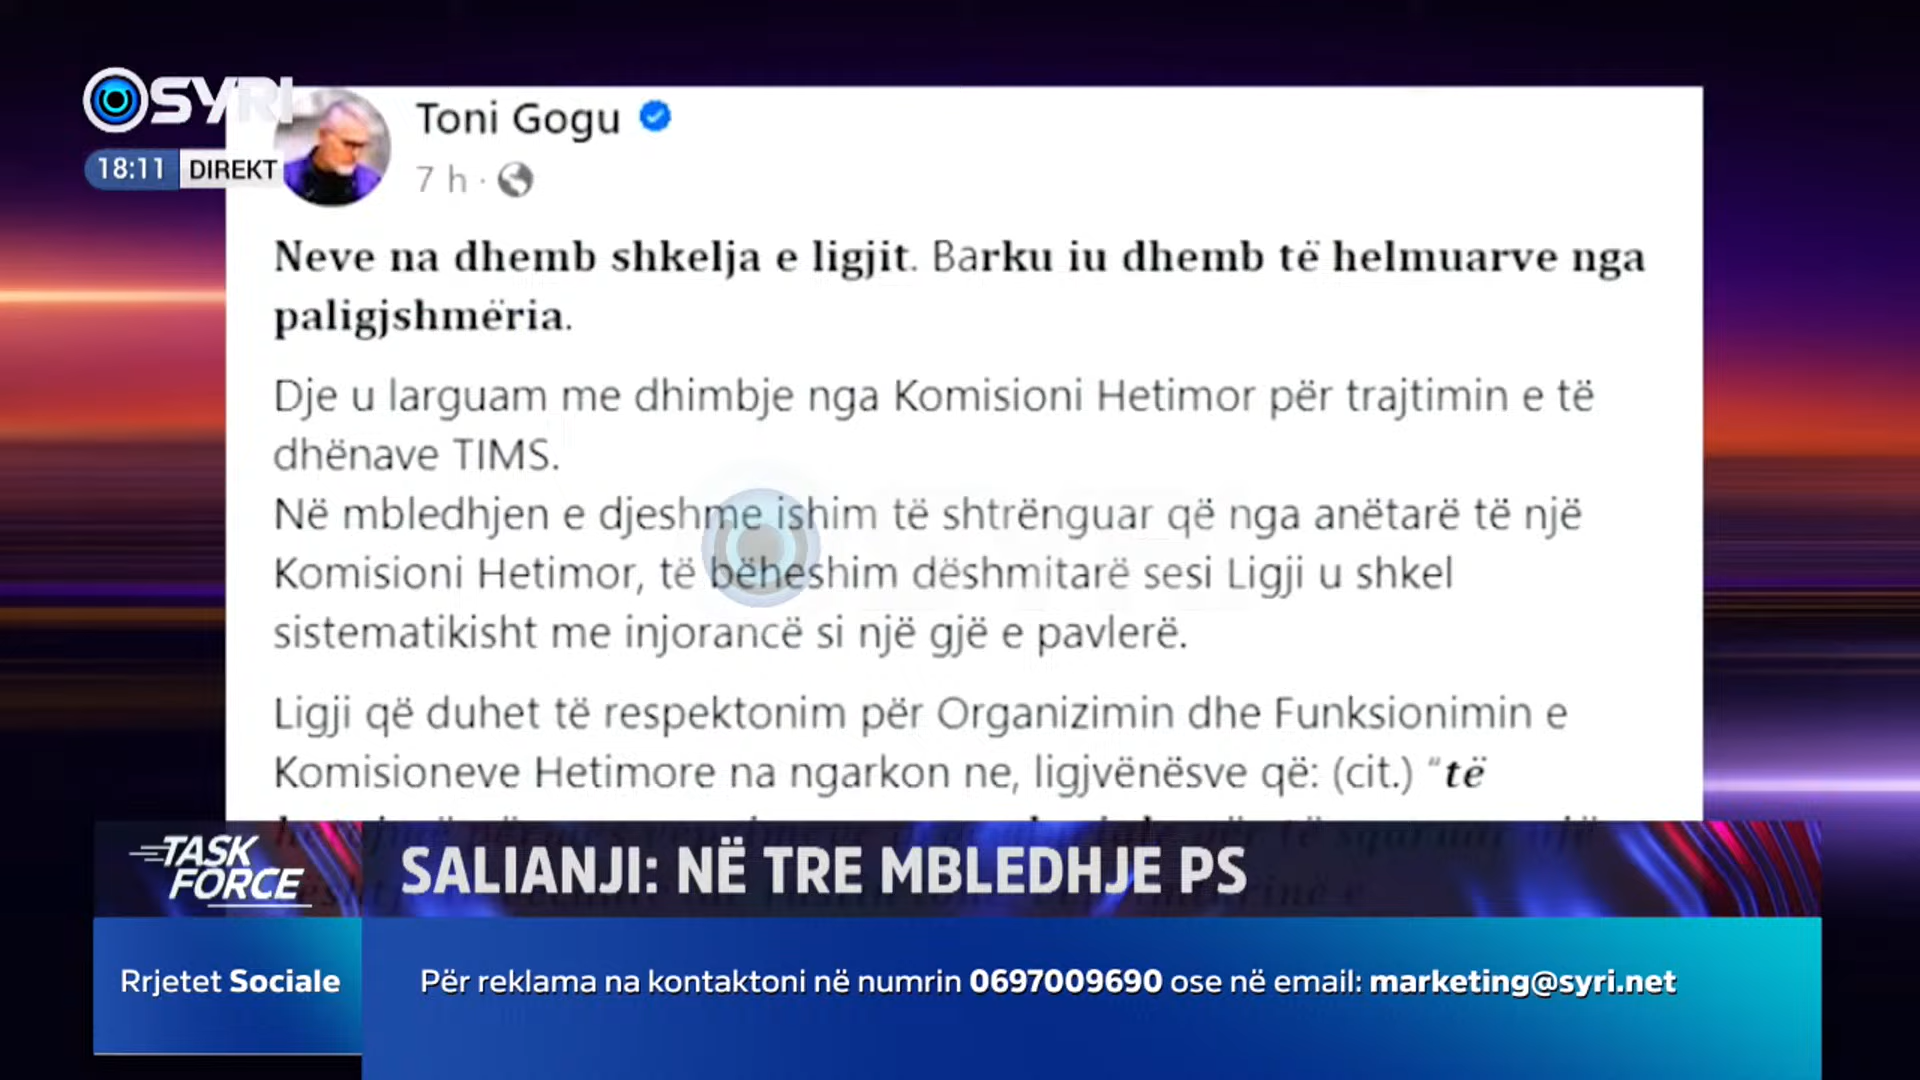 SYRI
18:11 DIREKT
Toni Gogu
7 h ·
Neve na dhemb shkelja e ligjit. Barku iu dhemb të helmuarve nga
paligjshmëria.
Dje u larguam me dhimbje nga Komisioni Hetimor për trajtimin e të
dhënave TIMS.
Në mbledhjen e djeshme ishim të shtrënguar që nga anëtarë të një
Komisioni Hetimor, të bëheshim dëshmitarë sesi Ligji u shkel
sistematikisht me injorancë si një gjë e pavlerë.
Ligji që duhet të respektonim për Organizimin dhe Funksionimin e
Komisioneve Hetimore na ngarkon ne, ligjvënësve që: (cit.) “të
TASK
FORCE
SALIANJI: NË TRE MBLEDHJE PS
Rrjetet Sociale
Për reklama na kontaktoni në numrin 0697009690 ose në email: marketing@syri.net